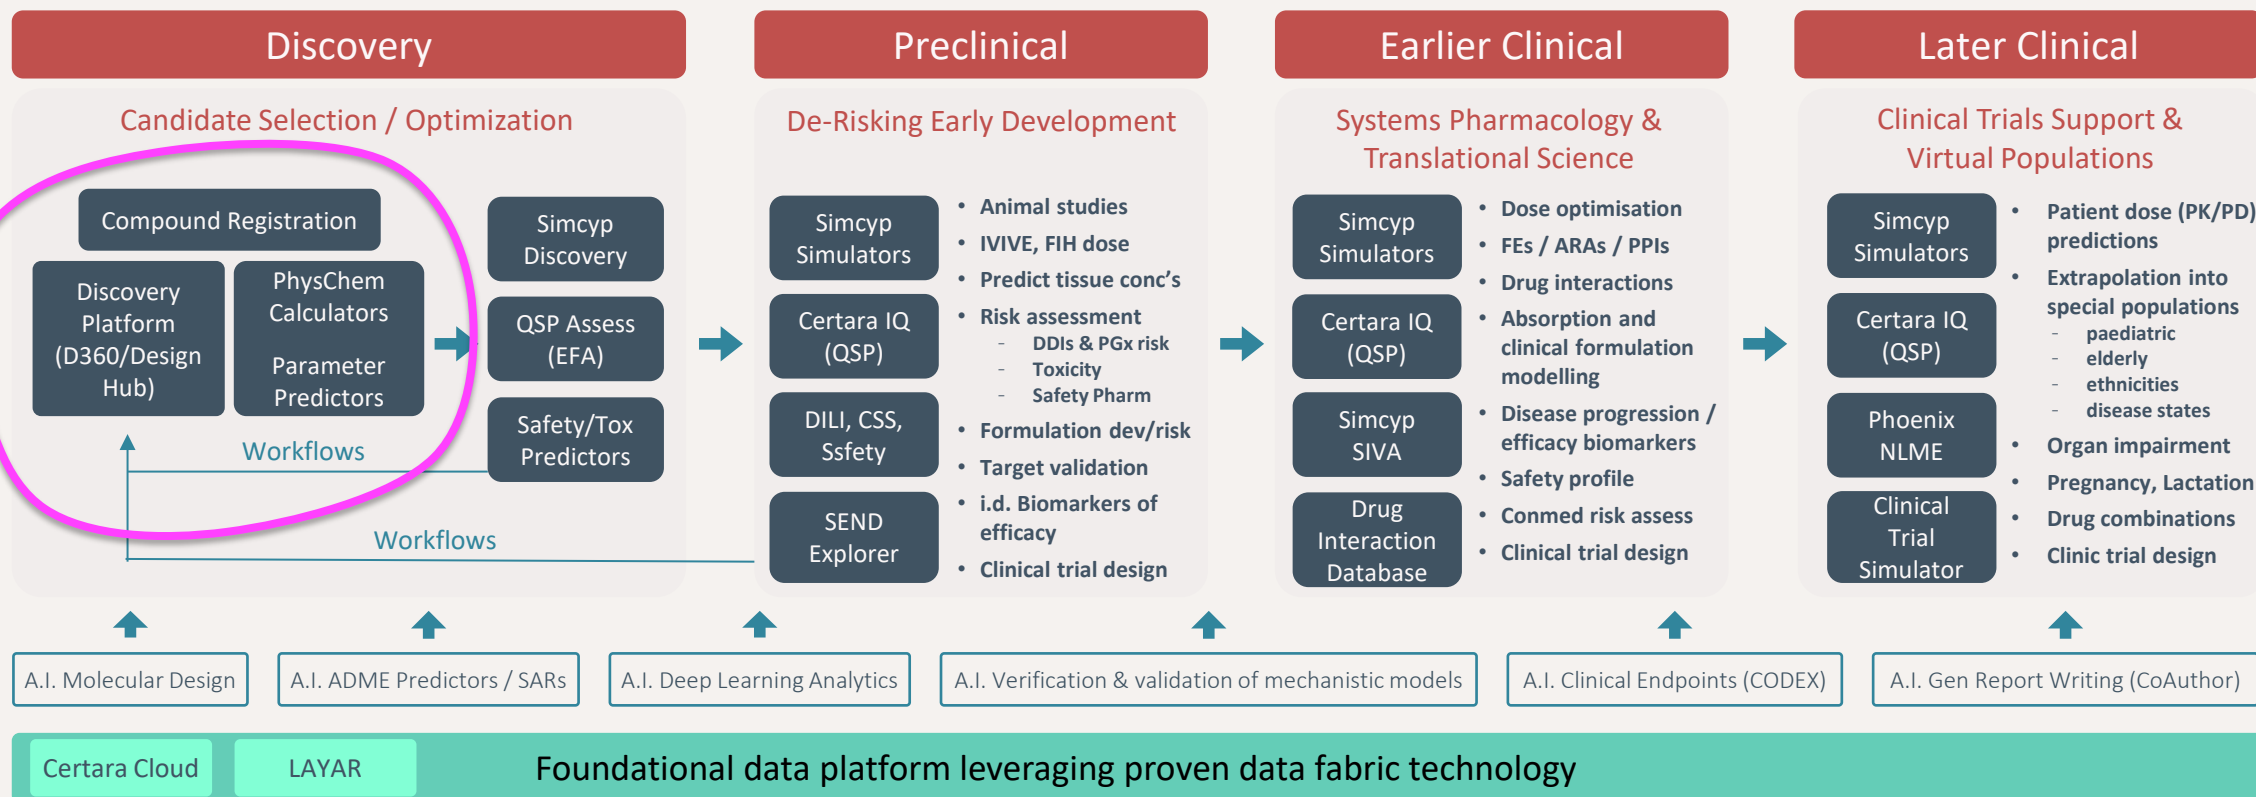 Discovery
Candidate Selection / Optimization
Compound Registration
Discovery
Platform
(D360/Design
Hub)
PhysChem
Calculators
Parameter
Predictors
Workflows
Workflows
Simcyp
Discovery
QSP Assess
(EFA)
Safety/Tox
Predictors
Preclinical
De-Risking Early Development
Simcyp
Simulators
Certara IQ
(QSP)
DILI, CSS,
Ssfety
SEND
Explorer
• Animal studies
• IVIVE, FIH dose
• Predict tissue conc's
• Risk assessment
- DDIs & PGx risk
- Toxicity
- Safety Pharm
• Formulation dev/risk
• Target validation
• i.d. Biomarkers of
efficacy
• Clinical trial design
Earlier Clinical
Systems Pharmacology &
Translational Science
Simcyp
Simulators
Certara IQ
(QSP)
Simcyp
SIVA
Drug
Interaction
Database
• Dose optimisation
• FEs / ARAs / PPIs
• Drug interactions
• Absorption and
clinical formulation
modelling
• Disease progression /
efficacy biomarkers
• Safety profile
• Conmed risk assess
• Clinical trial design
Later Clinical
Clinical Trials Support &
Virtual Populations
Simcyp
Simulators
Certara IQ
(QSP)
Phoenix
NLME
Clinical
Trial
Simulator
• Patient dose (PK/PD)
predictions
• Extrapolation into
special populations
- paediatric
- elderly
- ethnicities
- disease states
• Organ impairment
• Pregnancy, Lactation
• Drug combinations
• Clinic trial design
A.I. Molecular Design
A.I. ADME Predictors / SARs
A.I. Deep Learning Analytics
A.I. Verification & validation of mechanistic models
A.I. Clinical Endpoints (CODEX)
A.I. Gen Report Writing (CoAuthor)
Certara Cloud
LAYAR
Foundational data platform leveraging proven data fabric technology